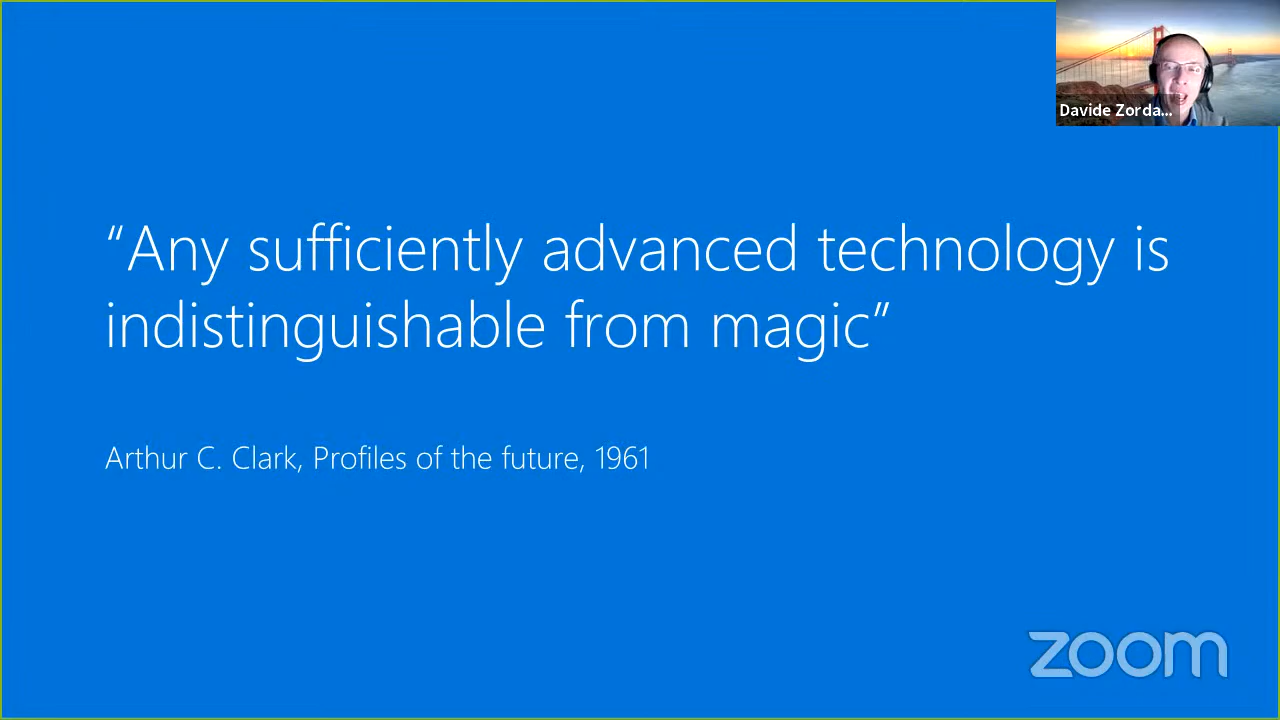 Davide Zorda...
“Any sufficiently advanced technology is
indistinguishable from magic”
Arthur C. Clark, Profiles of the future, 1961
zoom